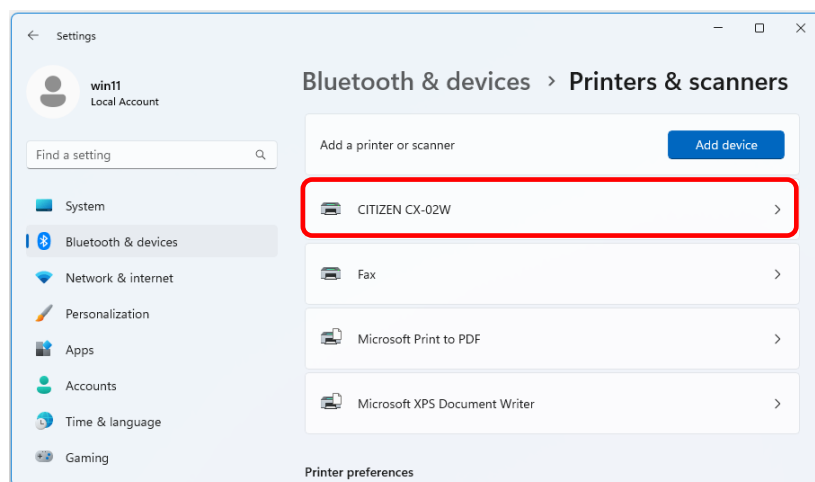 Settings
win11
Local Account
Find a setting
System
Bluetooth & devices
Network & internet
Personalization
Apps
Accounts
Time & language
Gaming
Bluetooth & devices > Printers & scanners
Add a printer or scanner
Add device
CITIZEN CX-02W
Fax
Microsoft Print to PDF
Microsoft XPS Document Writer
Printer preferences